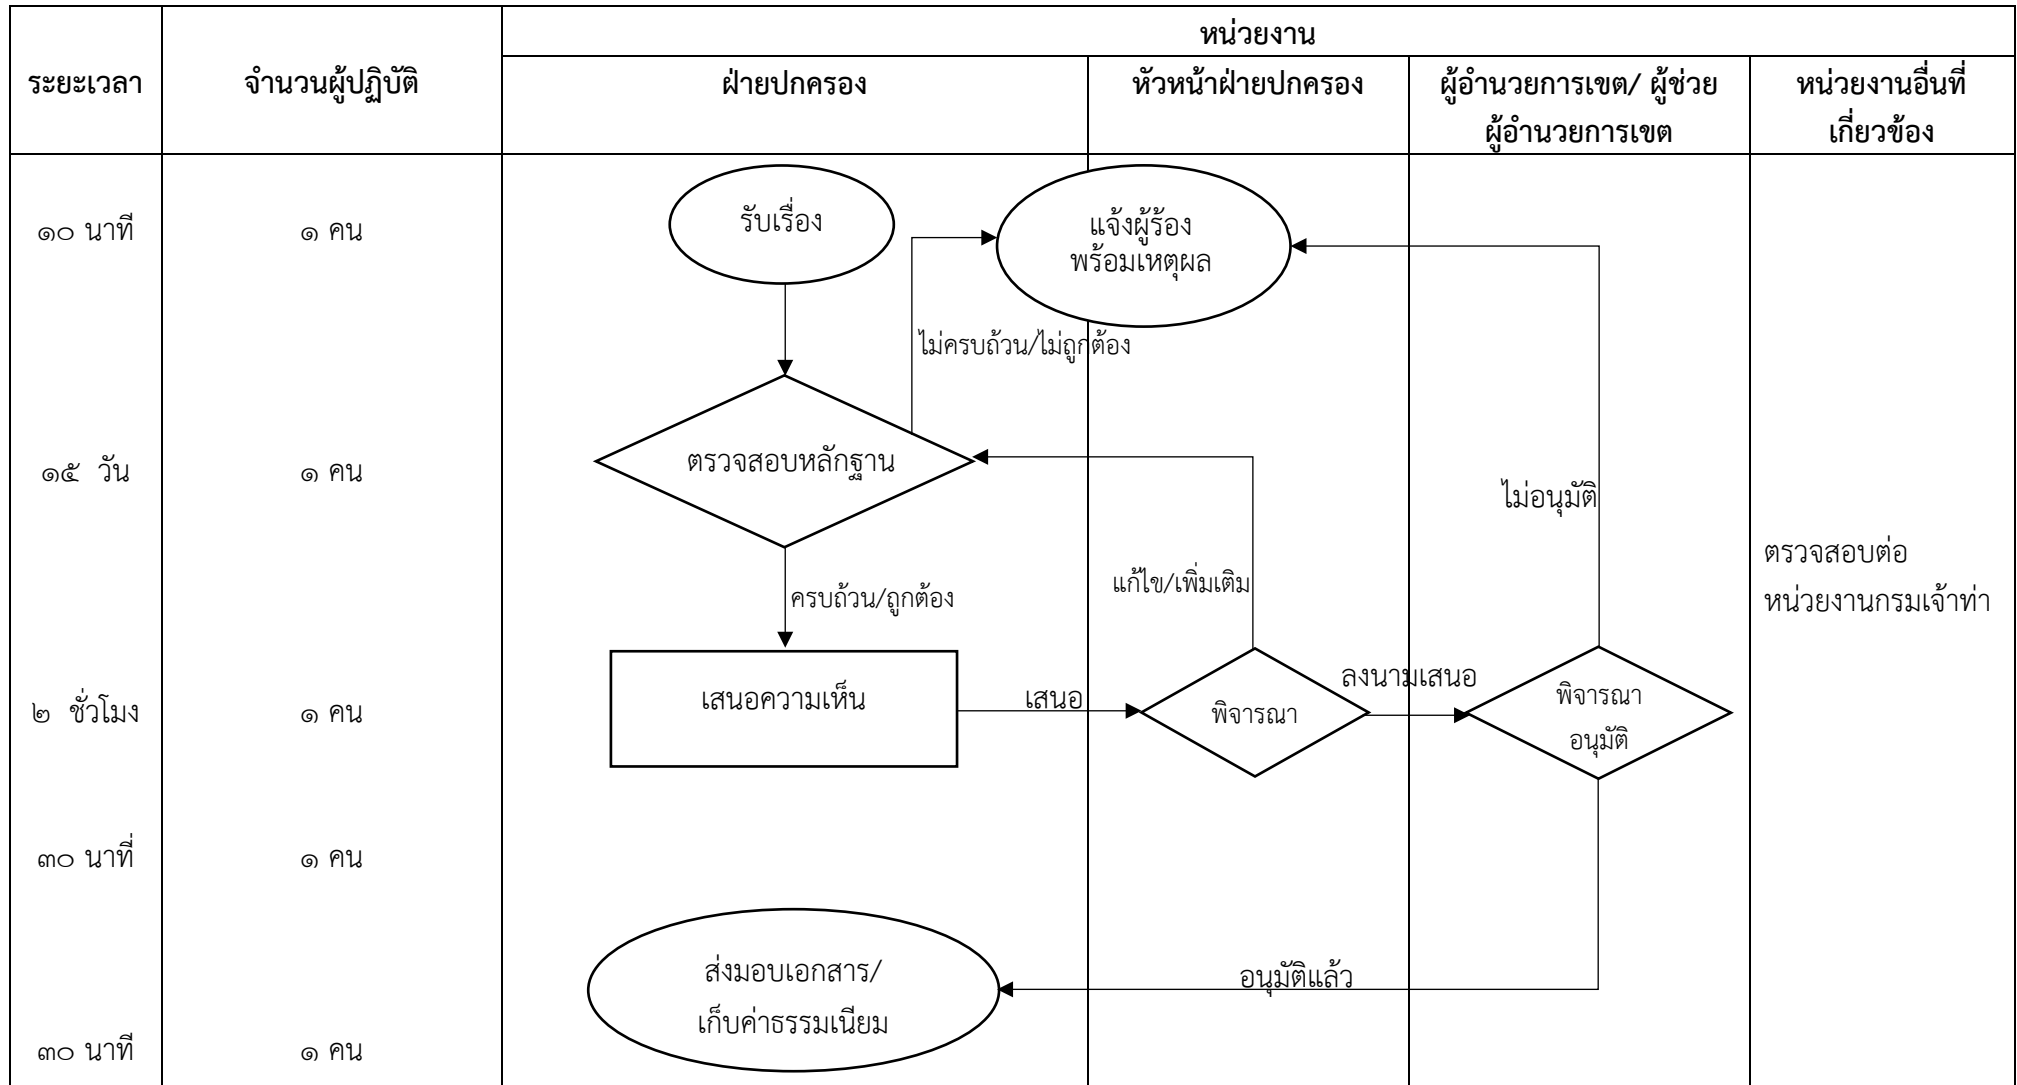 หน่วยงาน
ระยะเวลา
จำนวนผู้ปฏิบัติ
ฝ่ายปกครอง
หัวหน้าฝ่ายปกครอง
ผู้อำนวยการเขต/ ผู้ช่วย
ผู้อำนวยการเขต
หน่วยงานอื่นที่
เกี่ยวข้อง
๑๐ นาที
๑ คน
รับเรื่อง
แจ้งผู้ร้อง
พร้อมเหตุผล
ไม่ครบถ้วน/ไม่ถูกต้อง
๑๕ วัน
๑ คน
ตรวจสอบหลักฐาน
ไม่อนุมัติ
ตรวจสอบต่อ
หน่วยงานกรมเจ้าท่า
ครบถ้วน/ถูกต้อง
แก้ไข/เพิ่มเติม
๒ ชั่วโมง
๑ คน
เสนอความเห็น
เสนอ
พิจารณา
ลงนามเสนอ
พิจารณา
อนุมัติ
๓๐ นาที่
๑ คน
ส่งมอบเอกสาร/
เก็บค่าธรรมเนียม
อนุมัติแล้ว
๓๐ นาที
๑ คน